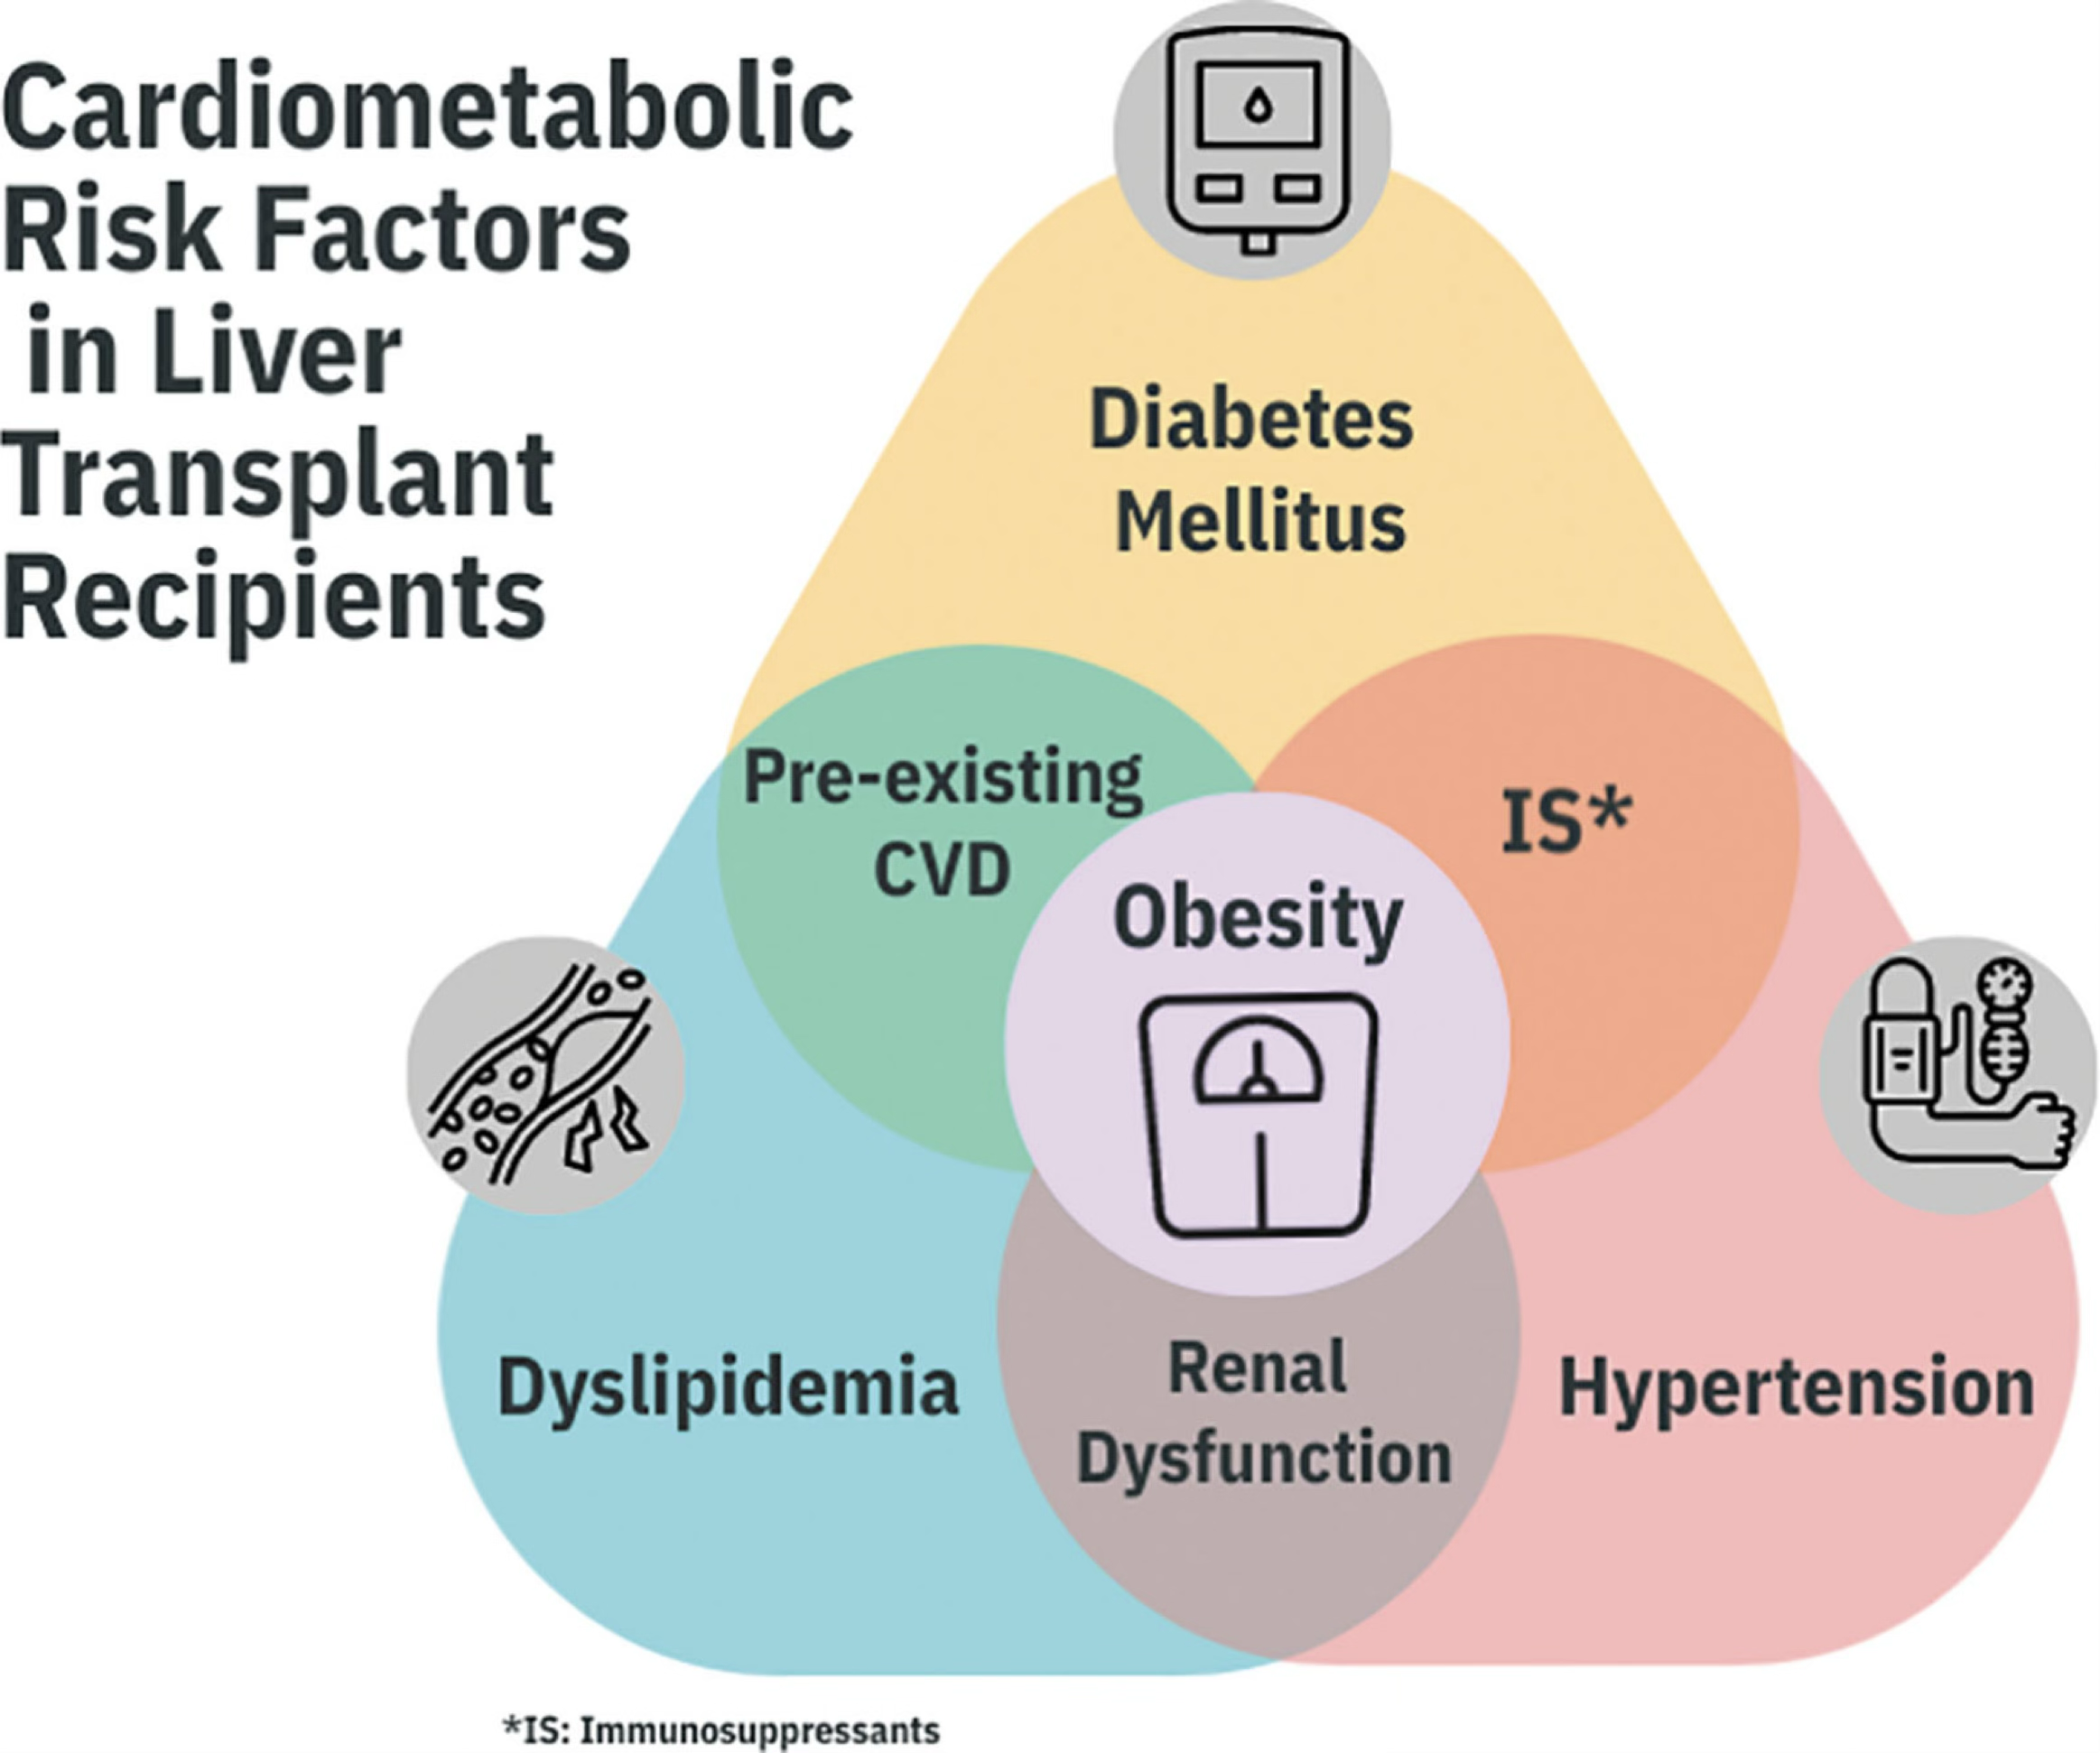 Cardiometabolic
Risk Factors
in Liver
Transplant
Recipients
Diabetes
Mellitus
Pre-existing
CVD
IS*
Obesity
Dyslipidemia
Renal
Dysfunction
Hypertension
*IS: Immunosuppressants